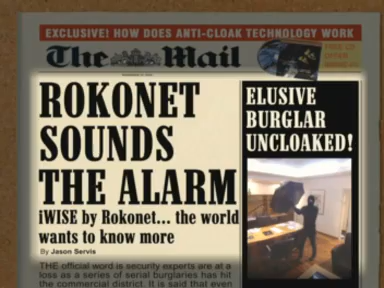 EXCLUSIVE! HOW DOES ANTI-CLOAK TECHNOLOGY WORK
The Mail
ROKONET
SOUNDS
THE ALARM
iWISE by Rokonet... the world
wants to know more
By Jason Servis
THE official word is security experts are at a
loss as a series of serial burglaries has hit
the commercial district. It is said that even
ELUSIVE
BURGLAR
UNCLOAKED!